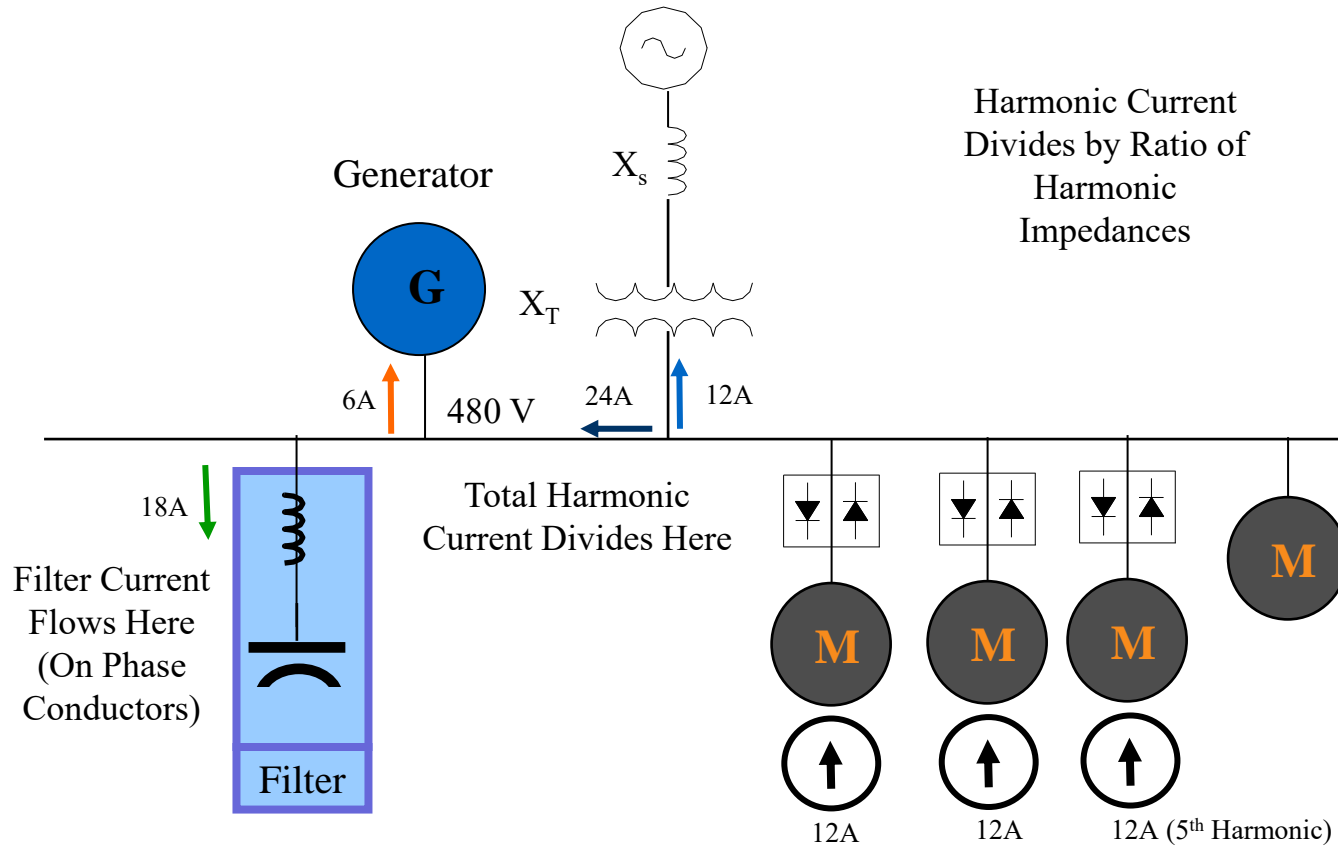 Harmonic Current
Divides by Ratio of
Harmonic
Impedances
Xs
Generator
G
XT
6A
480 V
24A
12A
18A
Total Harmonic
Current Divides Here
Filter Current
Flows Here
(On Phase
Conductors)
M
M
M
M
Filter
12A
12A
12A (5th Harmonic)